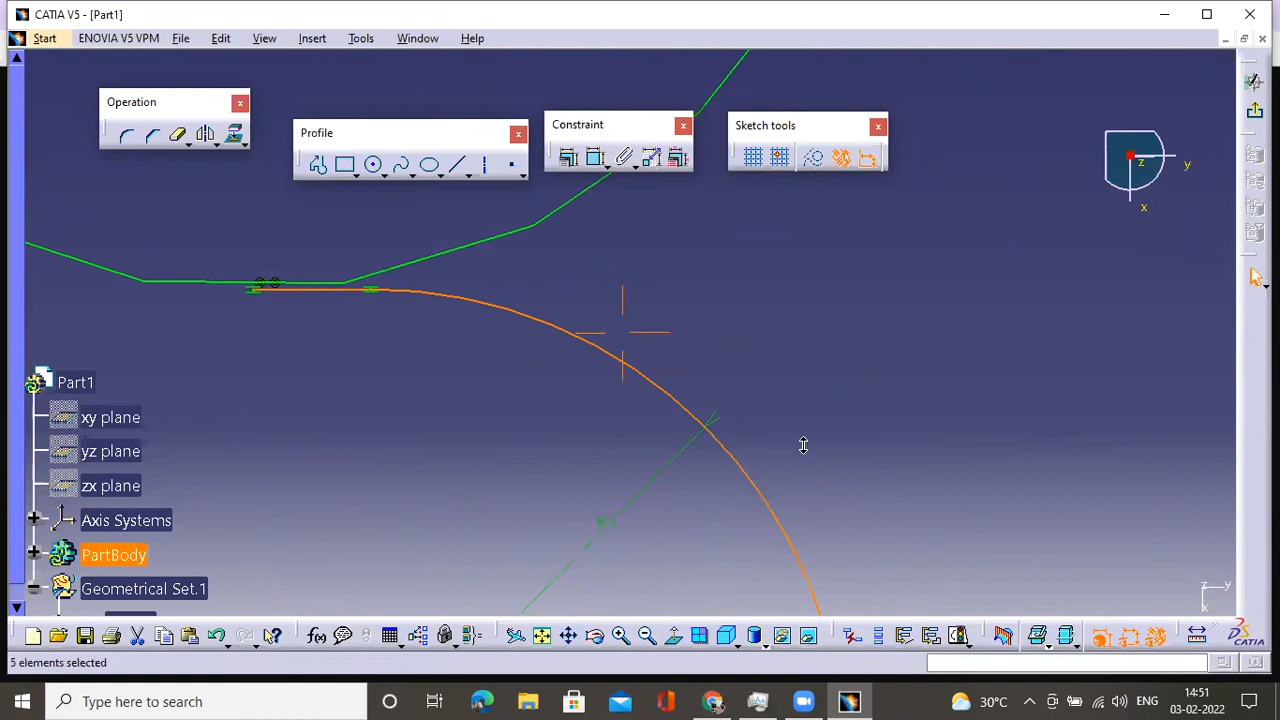 CATIA V5 - [Part1]
Start ENOVIA V5 VPM File Edit View Insert Tools Window Help
Operation
Profile
Constraint
Sketch tools
z
y
x
Part1
xy plane
yz plane
zx plane
Axis Systems
PartBody
Geometrical Set.1
z
y
x
f(x)
CATIA
5 elements selected
Type here to search
30°C
ENG
14:51
03-02-2022